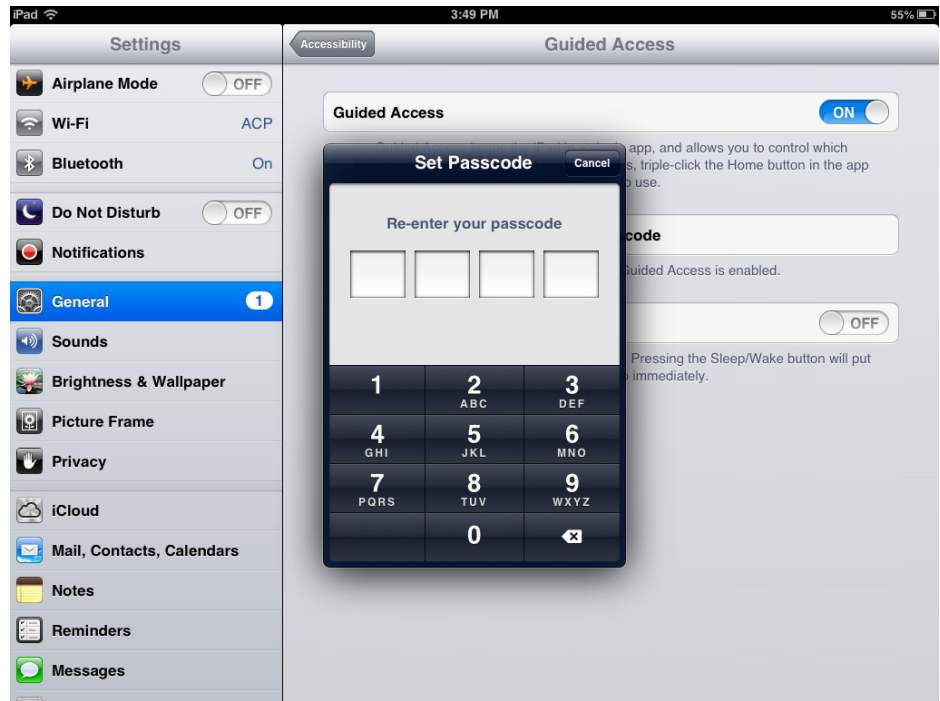 iPad 3:49 PM 55%
Settings
Accessibility
Guided Access
Airplane Mode OFF
Wi-Fi ACP
Bluetooth On
Do Not Disturb OFF
Notifications
General 1
Sounds
Brightness & Wallpaper
Picture Frame
Privacy
iCloud
Mail, Contacts, Calendars
Notes
Reminders
Messages
Guided Access ON
app, and allows you to control which
s, triple-click the Home button in the app
use.
code
Guided Access is enabled.
OFF
Pressing the Sleep/Wake button will put
immediately.
Set Passcode Cancel
Re-enter your passcode
1 2 3
ABC DEF
4 5 6
GHI JKL MNO
7 8 9
PQRS TUV WXYZ
0